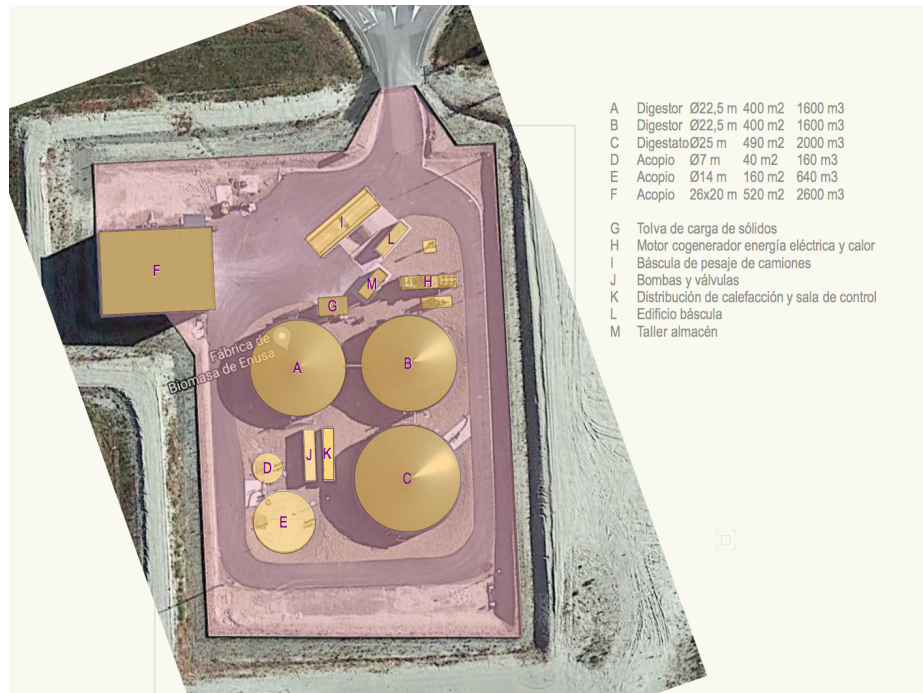 A Digestor Ø22,5 m 400 m2 1600 m3
B Digestor Ø22,5 m 400 m2 1600 m3
C DigestatoØ25 m 490 m2 2000 m3
D Acopio Ø7 m 40 m2 160 m3
E Acopio Ø14 m 160 m2 640 m3
F Acopio 26x20 m 520 m2 2600 m3
G Tolva de carga de sólidos
H Motor cogenerador energía eléctrica y calor
I Báscula de pesaje de camiones
J Bombas y válvulas
K Distribución de calefacción y sala de control
L Edificio báscula
M Taller almacén
I
L
F
M
H
G
Fábrica de
Biomasa de Enusa
A
B
J
K
D
C
E